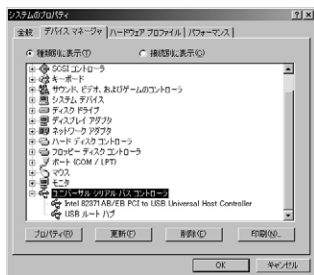 システムのプロパティ
全般 デバイス マネージャ ハードウェア プロファイル パフォーマンス
種類別に表示(T) 接続別に表示(C)
SCSI コントローラ
キーボード
サウンド、ビデオ、およびゲームのコントローラ
システム デバイス
ディスク ドライブ
ディスプレイ アダプタ
ネットワーク アダプタ
ハード ディスク コントローラ
フロッピー ディスク コントローラ
ポート (COM / LPT)
マウス
モニタ
ユニバーサル シリアル バス コントローラ
Intel 82371AB/EB PCI to USB Universal Host Controller
USB ルート ハブ
プロパティ(R) 更新(F) 削除(E) 印刷(N)...
OK キャンセル